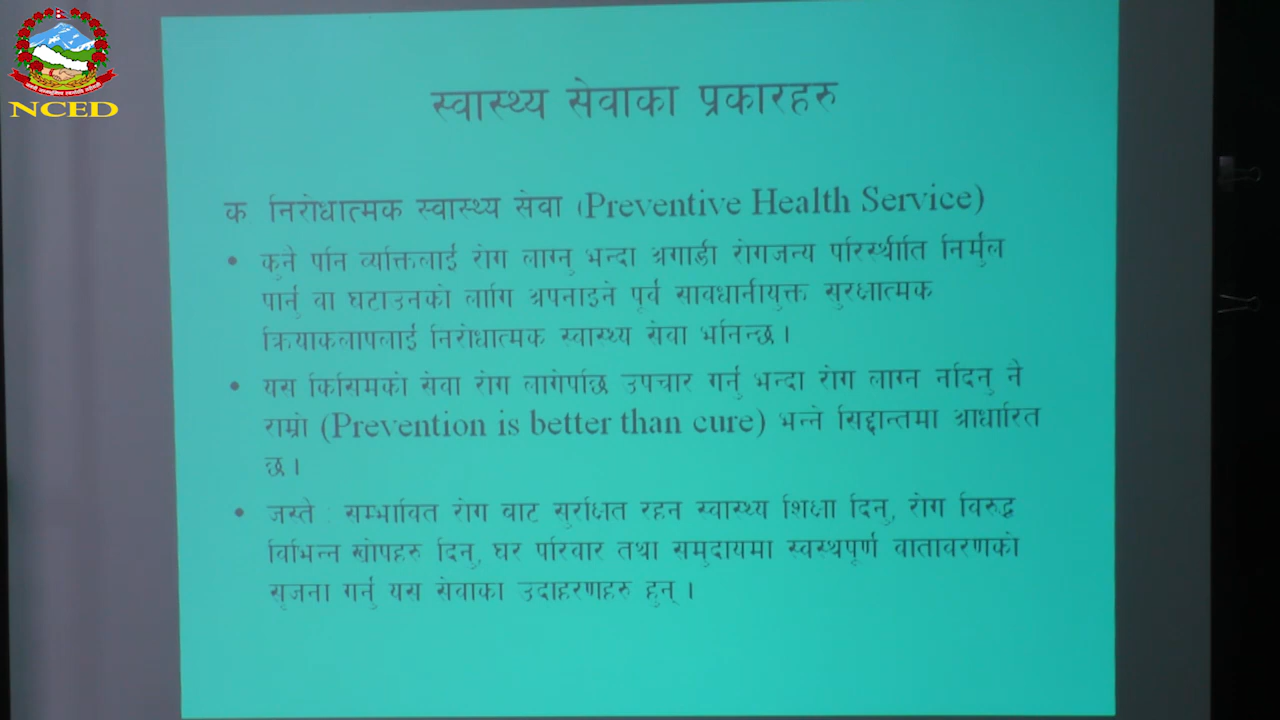 NCED
स्वास्थ्य सेवाका प्रकारहरु
क निरोधात्मक स्वास्थ्य सेवा (Preventive Health Service)
• कुनै पनि व्यक्तिलाई रोग लाग्नु भन्दा अगाडी रोगजन्य परिस्थीति निर्मुल
पार्नु वा घटाउनको लागि अपनाइने पूर्व सावधानीयुक्त सुरक्षात्मक
क्रियाकलापलाई निरोधात्मक स्वास्थ्य सेवा भनिन्छ ।
• यस किसिमको सेवा रोग लागेपछि उपचार गर्नु भन्दा रोग लाग्न नदिनु नै
राम्रो (Prevention is better than cure) भन्ने सिद्दान्तमा आधारित
छ ।
• जस्तै : सम्भावित रोग बाट सुरक्षित रहन स्वास्थ्य शिक्षा दिनु, रोग विरुद्ध
विभिन्न खोपहरु दिनु, घर परिवार तथा समुदायमा स्वस्थपूर्ण वातावरणको
सृजना गर्नु यस सेवाका उदाहरणहरु हुन् ।